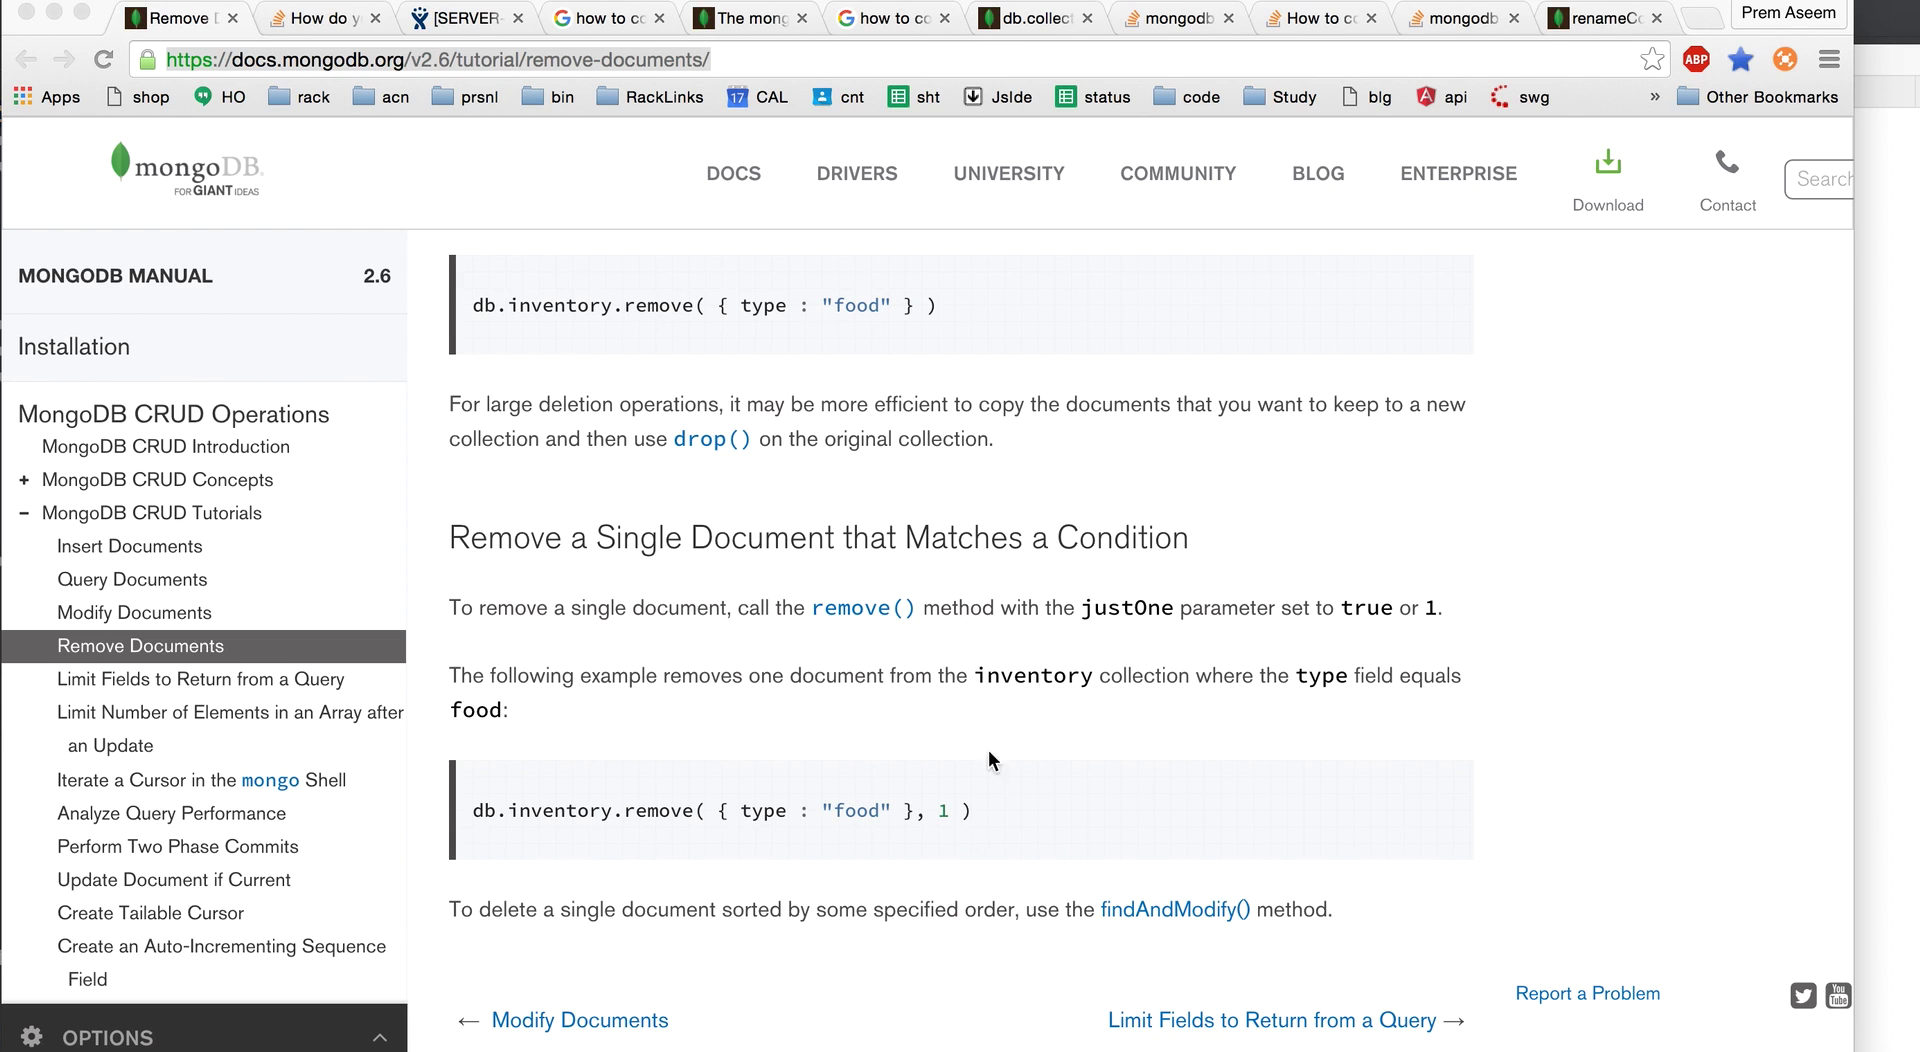 Remove D
How do y
[SERVER-
how to co
The mong
how to co
db.collec
mongodb
How to co
mongodb
renameCo
Prem Aseem
https://docs.mongodb.org/v2.6/tutorial/remove-documents/
ABP
Apps shop HO rack acn prsnl bin RackLinks 17 CAL cnt sht JsIde status code Study blg api swg » Other Bookmarks
mongoDB.
FOR GIANT IDEAS
DOCS DRIVERS UNIVERSITY COMMUNITY BLOG ENTERPRISE
Download
Contact
Search
MONGODB MANUAL 2.6
Installation
MongoDB CRUD Operations
MongoDB CRUD Introduction
+ MongoDB CRUD Concepts
− MongoDB CRUD Tutorials
Insert Documents
Query Documents
Modify Documents
Remove Documents
Limit Fields to Return from a Query
Limit Number of Elements in an Array after
an Update
Iterate a Cursor in the mongo Shell
Analyze Query Performance
Perform Two Phase Commits
Update Document if Current
Create Tailable Cursor
Create an Auto-Incrementing Sequence
Field
OPTIONS
db.inventory.remove( { type : "food" } )
For large deletion operations, it may be more efficient to copy the documents that you want to keep to a new
collection and then use drop() on the original collection.
Remove a Single Document that Matches a Condition
To remove a single document, call the remove() method with the justOne parameter set to true or 1.
The following example removes one document from the inventory collection where the type field equals
food:
db.inventory.remove( { type : "food" }, 1 )
To delete a single document sorted by some specified order, use the findAndModify() method.
← Modify Documents
Limit Fields to Return from a Query →
Report a Problem
You
Tube